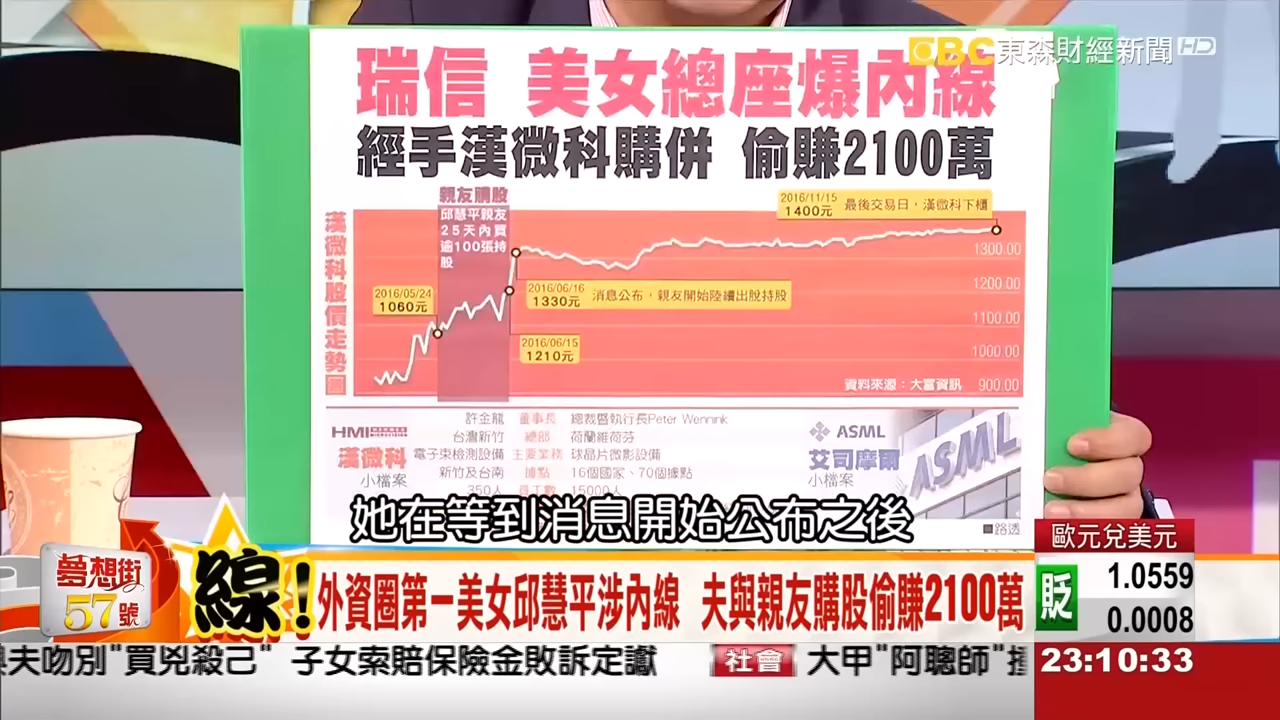 EBC 東森財經新聞 HD
瑞信 美女總座爆內線
經手漢微科購併 偷賺2100萬
漢微科股價走勢圖
親友購股
邱慧平親友
25天內買
逾100張持
股
2016/05/24
1060元
2016/06/15
1210元
2016/06/16
1330元 消息公布，親友開始陸續出脫持股
2016/11/15
1400元 最後交易日，漢微科下櫃
1300.00
1200.00
1100.00
1000.00
900.00
資料來源：大富資訊
HMI
漢微科
小檔案
許金龍 董事長 總裁暨執行長Peter Wennink
台灣新竹 總部 荷蘭維荷芬
電子束檢測設備 主要業務 球晶片微影設備
新竹及台南 據點 16個國家、70個據點
350人 員工數 15000人
ASML
艾司摩爾
小檔案
ASML
■路透
她在等到消息開始公布之後
夢想街
57號
線！
外資圈第一美女邱慧平涉內線 夫與親友購股偷賺2100萬
歐元兌美元
貶
1.0559
0.0008
夫吻別"買兇殺己" 子女索賠保險金敗訴定讞
社會
大甲"阿聰師"
23:10:33